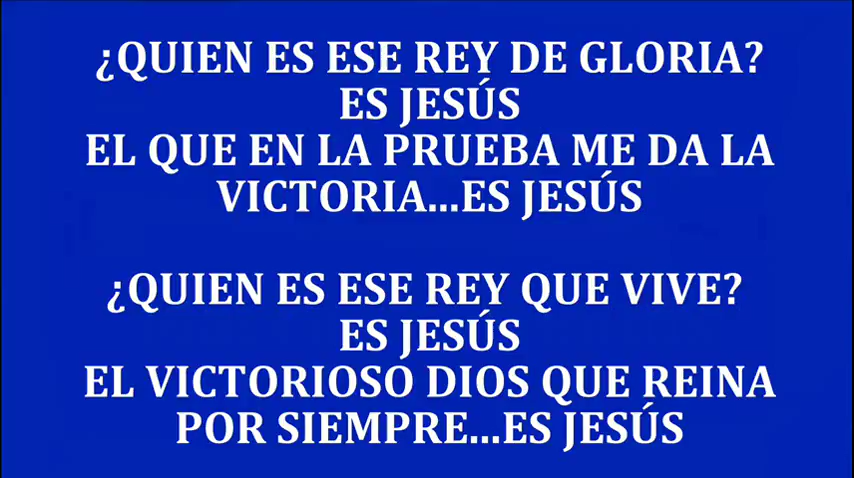 ¿QUIEN ES ESE REY DE GLORIA?
ES JESÚS
EL QUE EN LA PRUEBA ME DA LA
VICTORIA...ES JESÚS
¿QUIEN ES ESE REY QUE VIVE?
ES JESÚS
EL VICTORIOSO DIOS QUE REINA
POR SIEMPRE...ES JESÚS